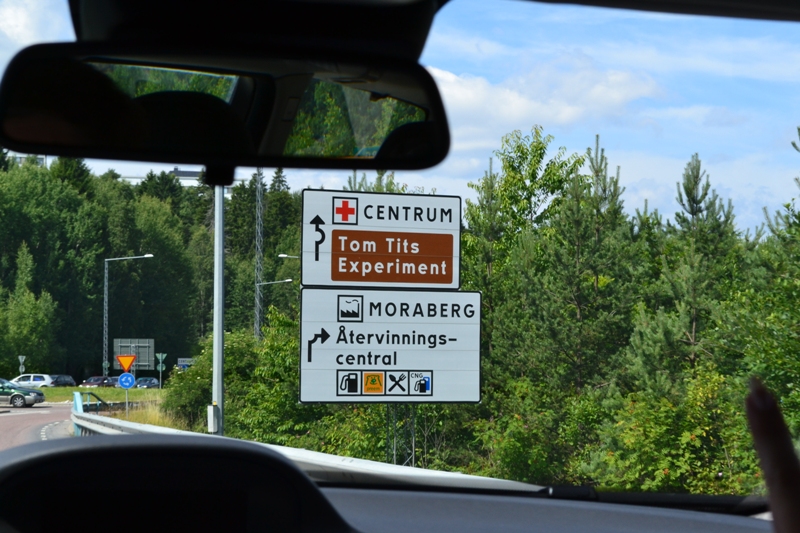 CENTRUM
Tom Tits
Experiment
MORABERG
Återvinnings-
central
CNG